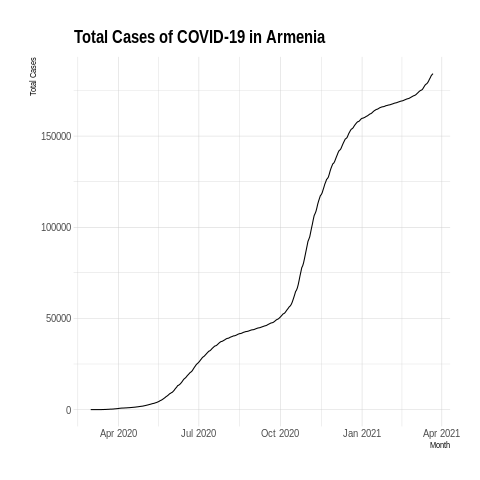 Total Cases of COVID-19 in Armenia
Total Cases
150000
100000
50000
0
Apr 2020 Jul 2020 Oct 2020 Jan 2021 Apr 2021
Month